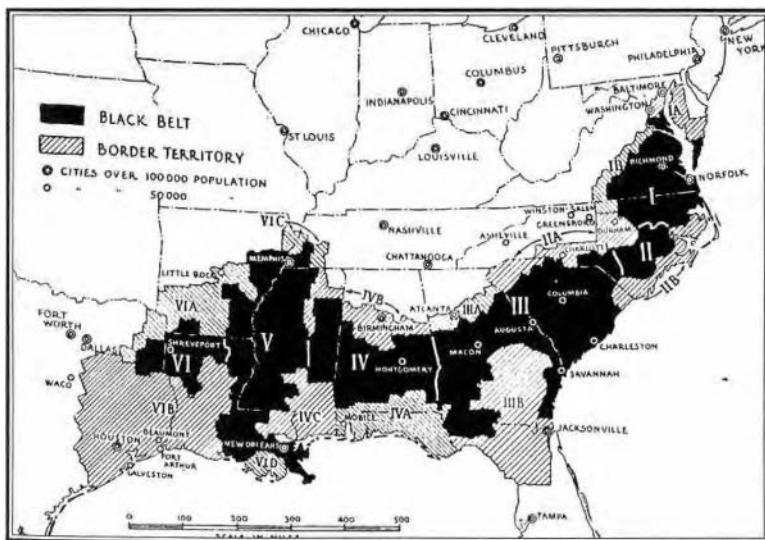 CHICAGO
CLEVELAND
NEW YORK
PITTSBURGH
PHILADELPHIA
COLUMBUS
BALTIMORE
INDIANAPOLIS
WASHINGTON
IA
BLACK BELT
CINCINNATI
ST LOUIS
BORDER TERRITORY
LOUISVILLE
IB
RICHMOND
CITIES OVER 100000 POPULATION
" " 50000
NORFOLK
I
WINSTON-SALEM
GREENSBORO
DURHAM
VIC
NASHVILLE
ASHEVILLE
IIA
MEMPHIS
CHATTANOOGA
CHARLOTTE
II
LITTLE ROCK
IIB
IVB
ATLANTA
IIIA
III
COLUMBIA
VIA
BIRMINGHAM
AUGUSTA
FORT WORTH
DALLAS
SHREVEPORT
V
IV
MACON
CHARLESTON
VI
MONTGOMERY
WACO
SAVANNAH
VIB
IVC
IVA
IIIB
MOBILE
HOUSTON
BEAUMONT
NEW ORLEANS
JACKSONVILLE
PORT ARTHUR
VID
GALVESTON
0 100 200 300 400 500
SCALE IN MILES
TAMPA